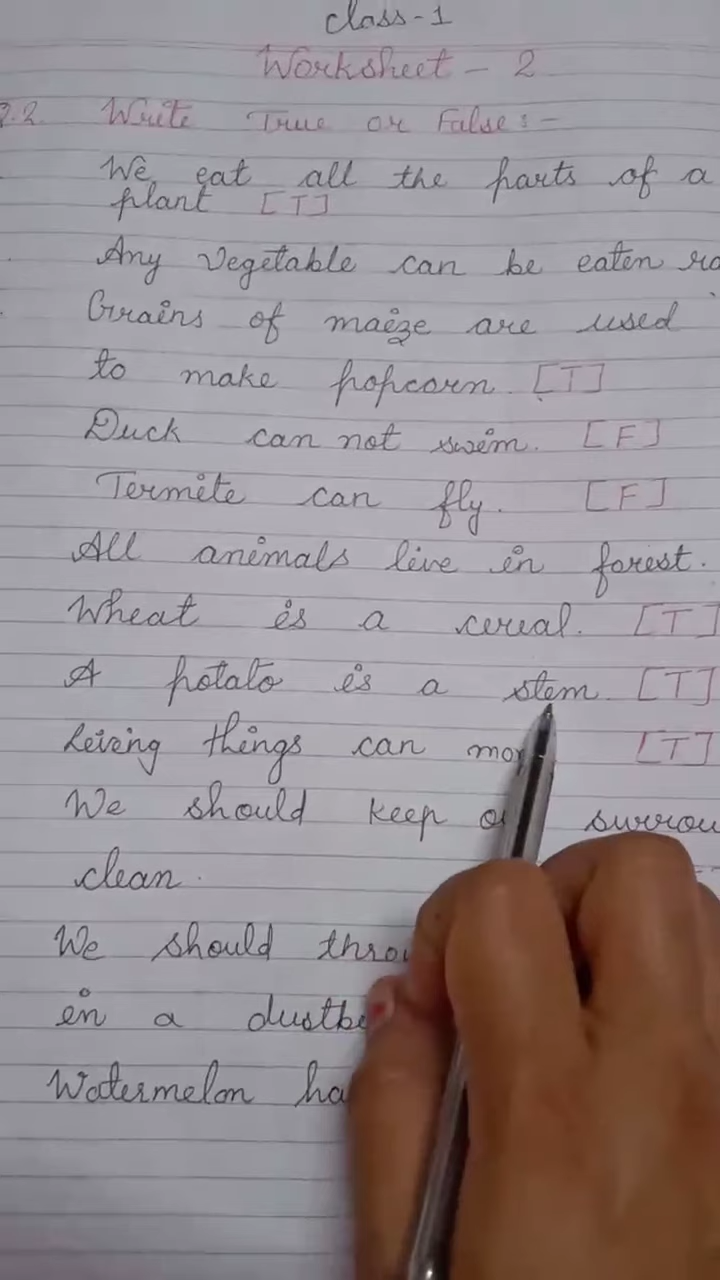 class-1
Worksheet - 2
Write True or False:-
We eat all the parts of a
plant [T]
Any vegetable can be eaten
Grains of maize are used
to make popcorn. [T]
Duck can not swim. [F]
Termite can fly. [F]
All animals live in forest.
Wheat is a cereal. [T]
A potato is a stem. [T]
Living things can [T]
We should keep
clean.
We should
in a
Watermelon